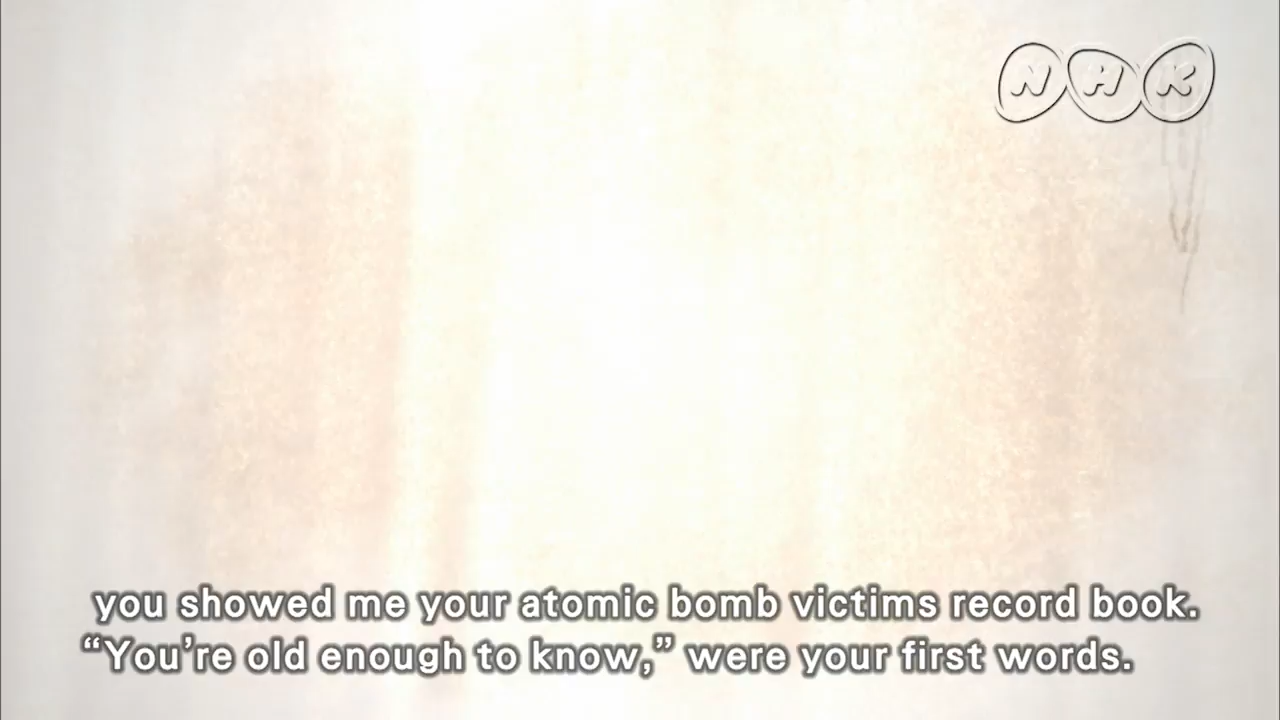 NHK
you showed me your atomic bomb victims record book.
“You’re old enough to know,” were your first words.